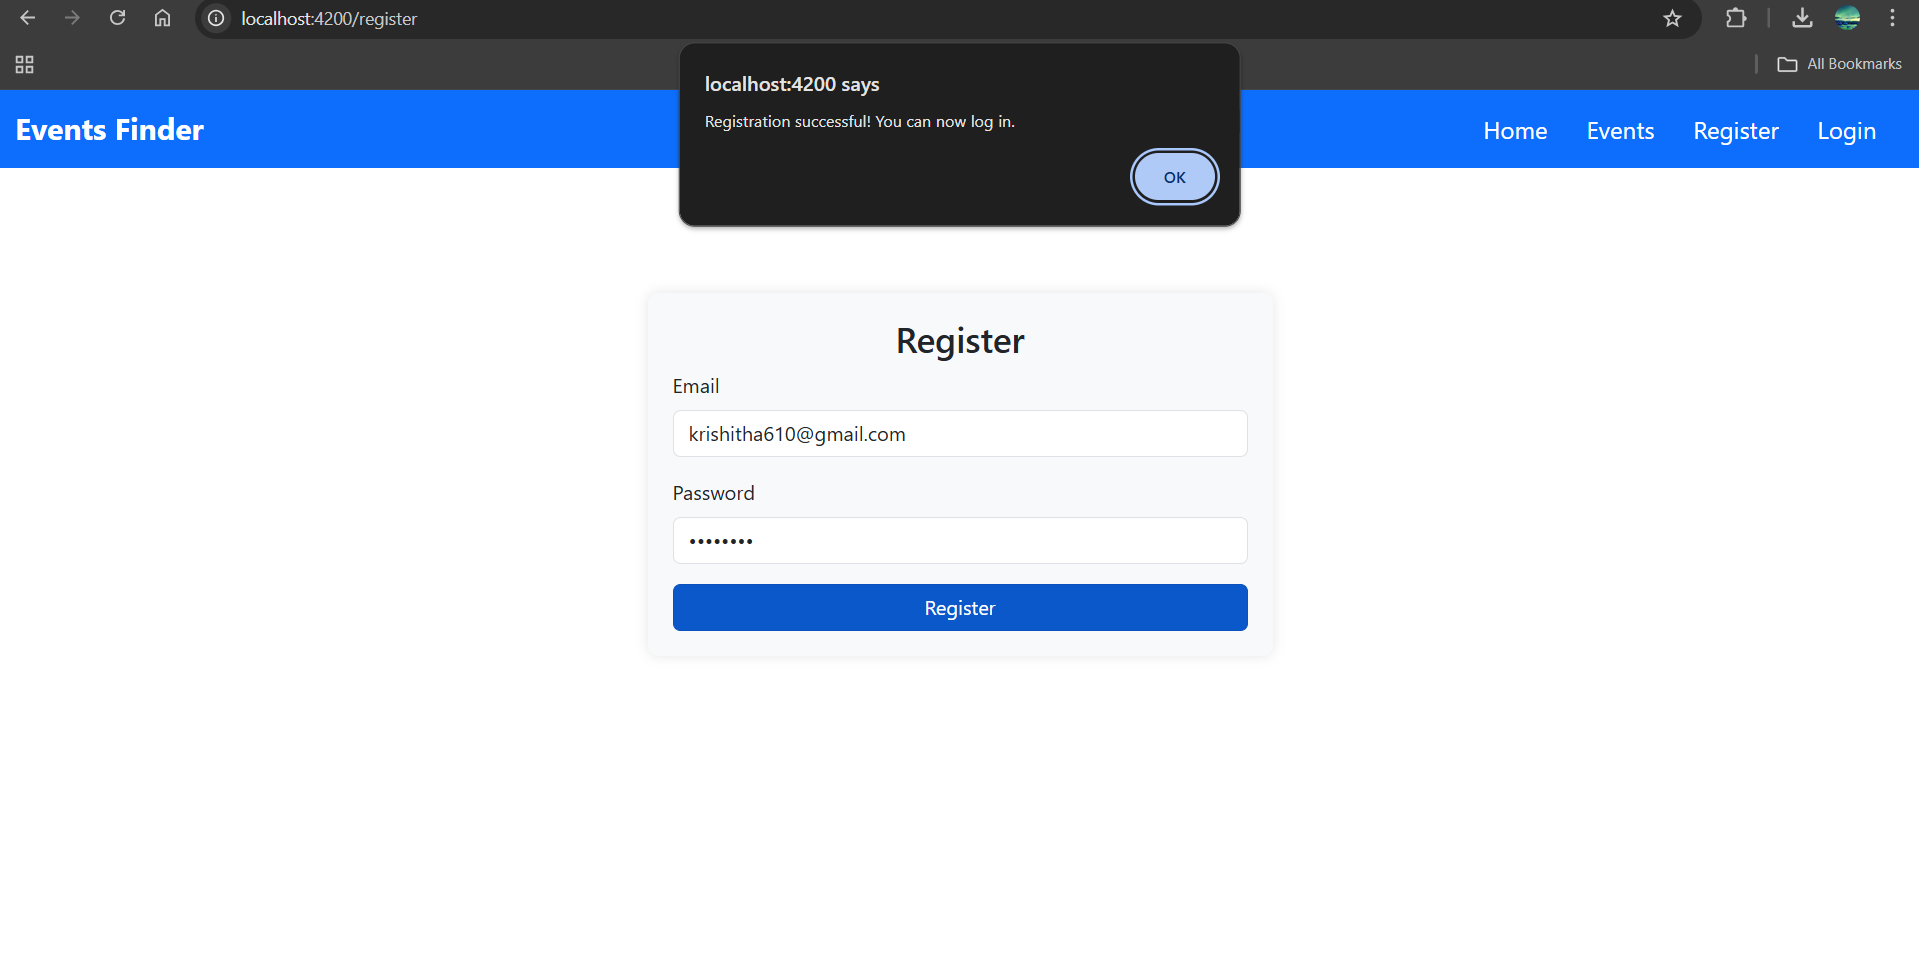 localhost:4200/register
All Bookmarks
localhost:4200 says
Registration successful! You can now log in.
OK
Events Finder
Home
Events
Register
Login
Register
Email
krishitha610@gmail.com
Password
••••••••
Register